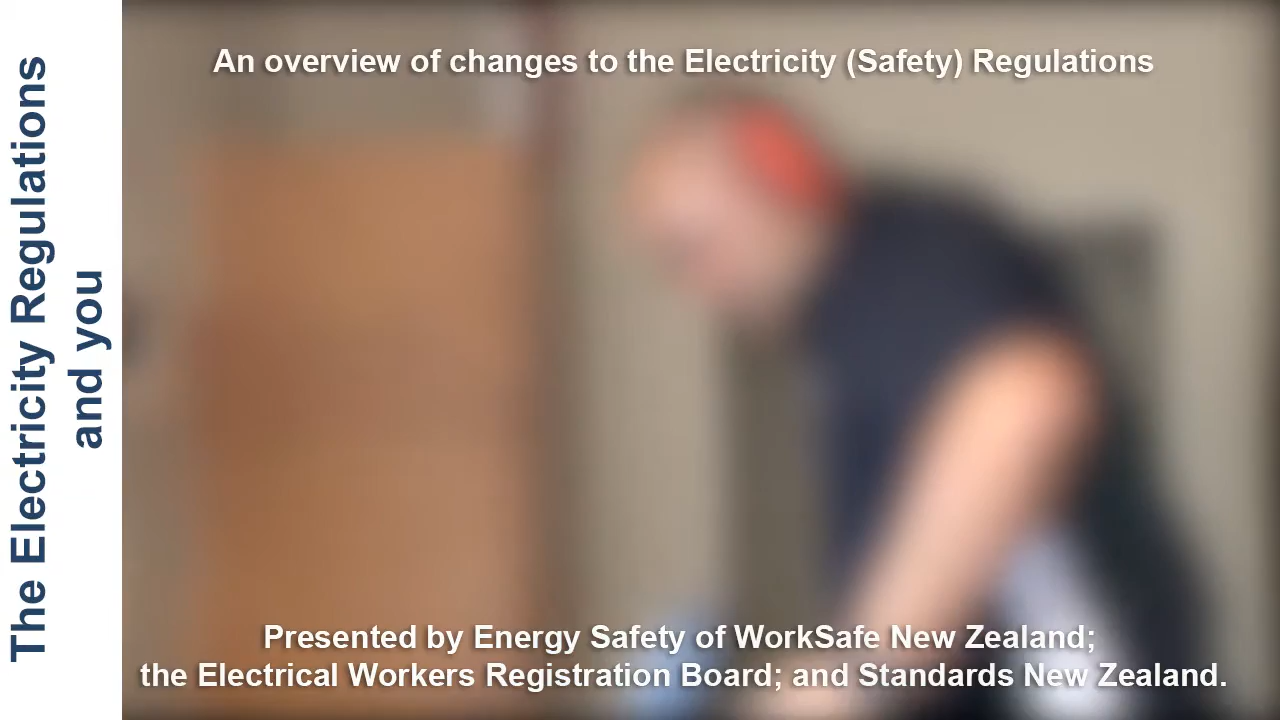 The Electricity Regulations
and you
An overview of changes to the Electricity (Safety) Regulations
Presented by Energy Safety of WorkSafe New Zealand;
the Electrical Workers Registration Board; and Standards New Zealand.